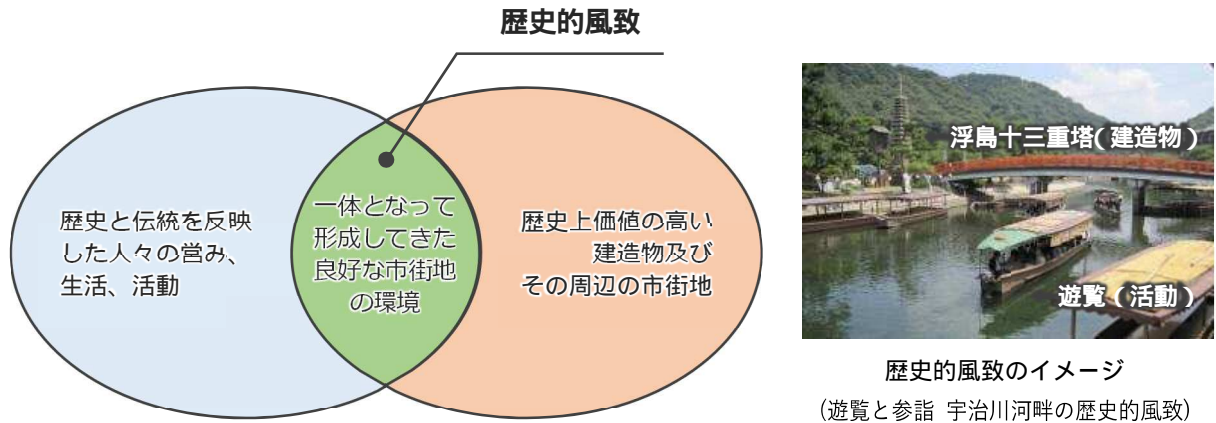 歴史的風致
歴史と伝統を反映
した人々の営み、
生活、活動
一体となって
形成してきた
良好な市街地
の環境
歴史上価値の高い
建造物及び
その周辺の市街地
浮島十三重塔(建造物)
遊覧(活動)
歴史的風致のイメージ
(遊覧と参詣 宇治川河畔の歴史的風致)